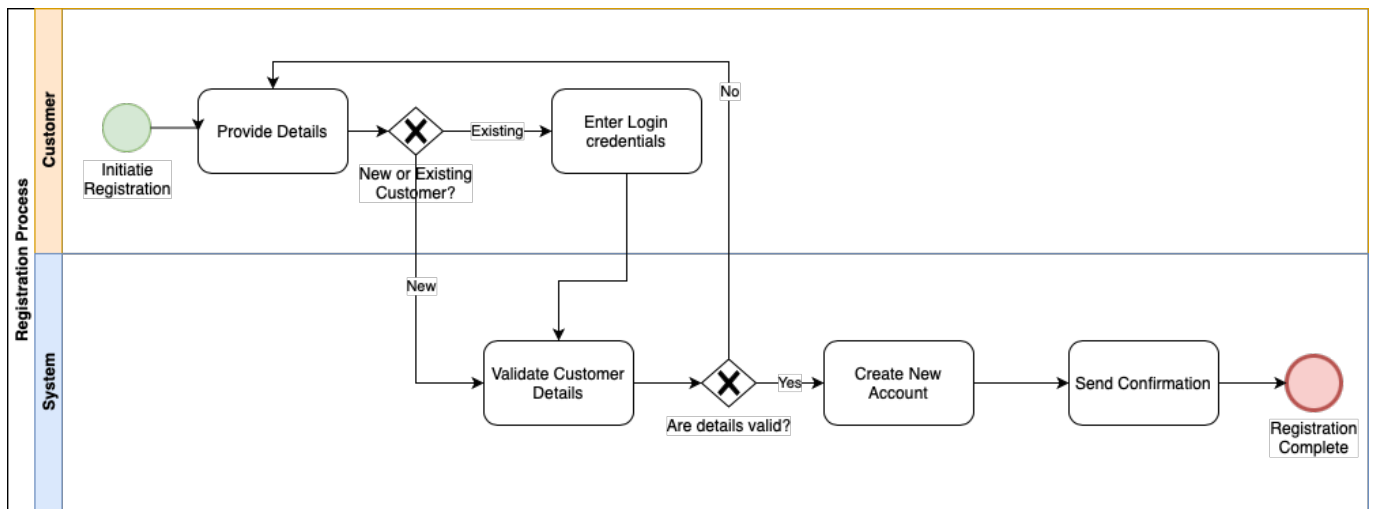 Registration Process
Customer
Initiatie
Registration
Provide Details
New or Existing
Customer?
Existing
Enter Login
credentials
No
System
New
Validate Customer
Details
Are details valid?
Yes
Create New
Account
Send Confirmation
Registration
Complete